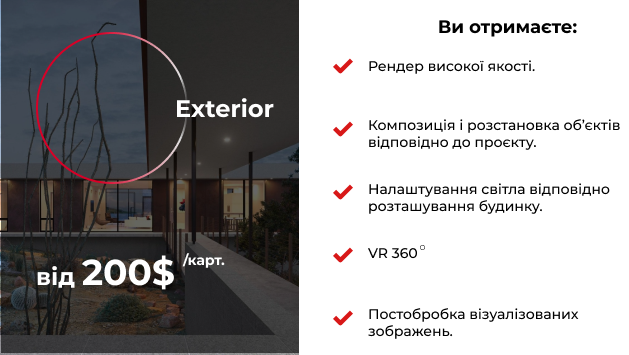 Exterior
від 200$ /карт.
Ви отримаєте:
Рендер високої якості.
Композиція і розстановка об’єктів
відповідно до проєкту.
Налаштування світла відповідно
розташування будинку.
VR 360°
Постобробка візуалізованих
зображень.